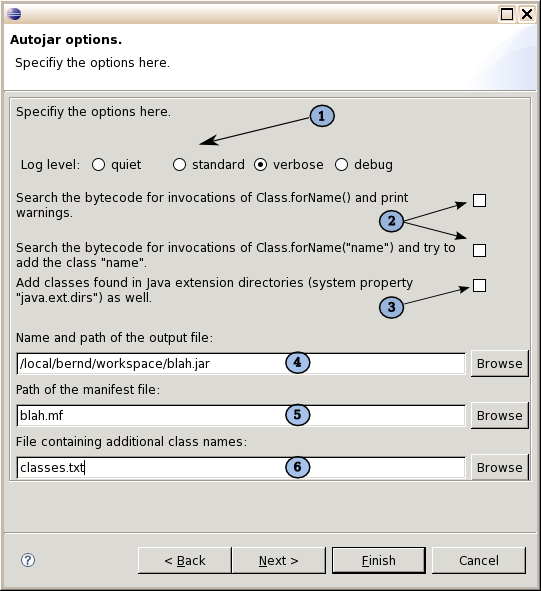 Autojar options.
Specifiy the options here.
Specifiy the options here.
1
Log level: quiet standard verbose debug
Search the bytecode for invocations of Class.forName() and print
warnings.
2
Search the bytecode for invocations of Class.forName("name") and try to
add the class "name".
Add classes found in Java extension directories (system property
"java.ext.dirs") as well.
3
Name and path of the output file:
/local/bernd/workspace/blah.jar 4 Browse
Path of the manifest file:
blah.mf 5 Browse
File containing additional class names:
classes.txt 6 Browse
? < Back Next > Finish Cancel